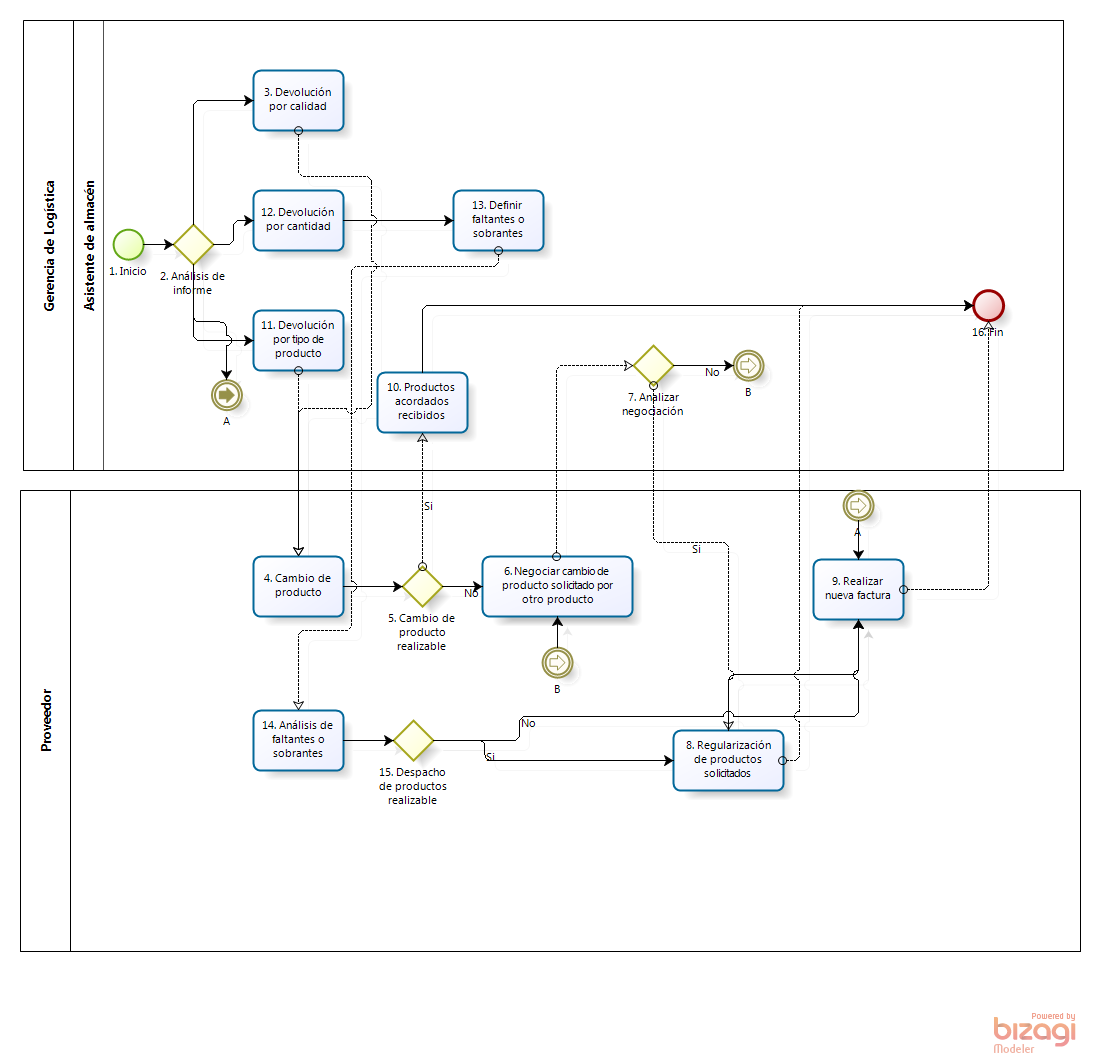 Gerencia de Logística
Asistente de almacén
3. Devolución
por calidad
12. Devolución
por cantidad
13. Definir
faltantes o
sobrantes
1. Inicio
2. Análisis de
informe
11. Devolución
por tipo de
producto
A
10. Productos
acordados
recibidos
7. Analizar
negociación
No
B
16. Fin
Si
Proveedor
4. Cambio de
producto
5. Cambio de
producto
realizable
No
6. Negociar cambio de
producto solicitado por
otro producto
B
Si
A
9. Realizar
nueva factura
14. Análisis de
faltantes o
sobrantes
15. Despacho
de productos
realizable
No
Si
8. Regularización
de productos
solicitados
Powered by
bizagi
Modeler